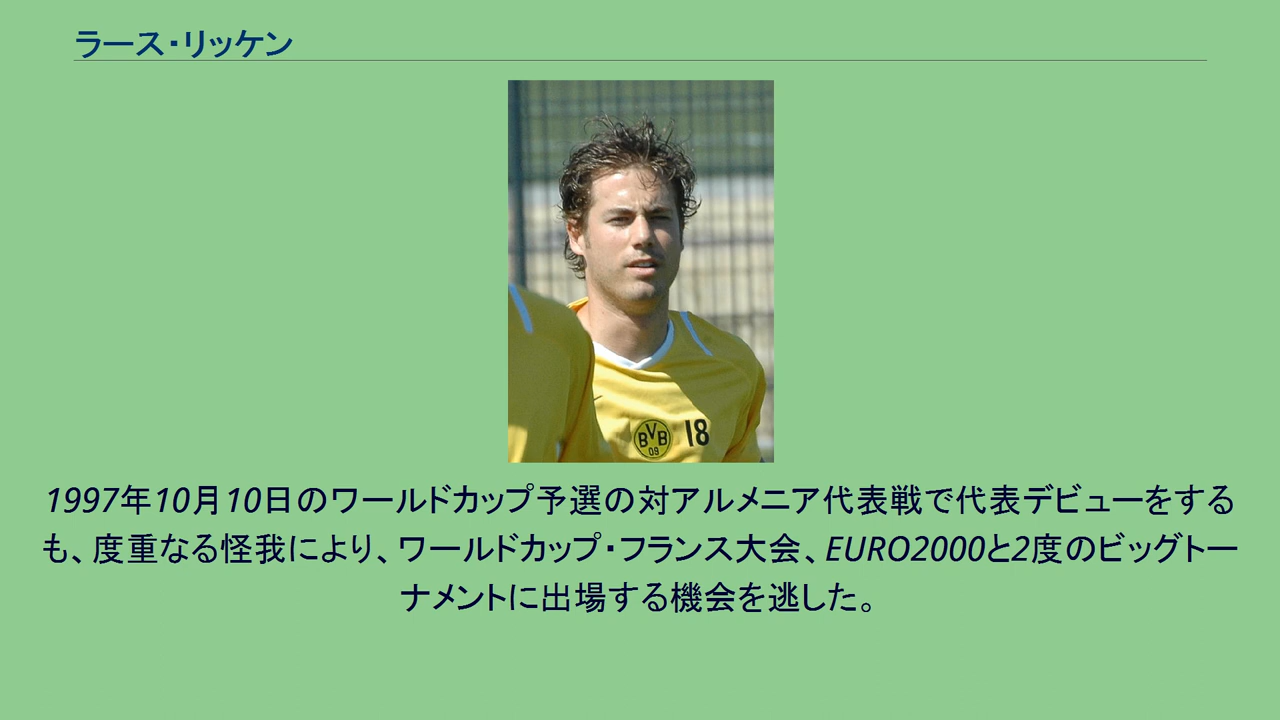 ラース・リッケン
BVB
09
18
1997年10月10日のワールドカップ予選の対アルメニア代表戦で代表デビューをする
も、度重なる怪我により、ワールドカップ・フランス大会、EURO2000と2度のビッグトー
ナメントに出場する機会を逃した。